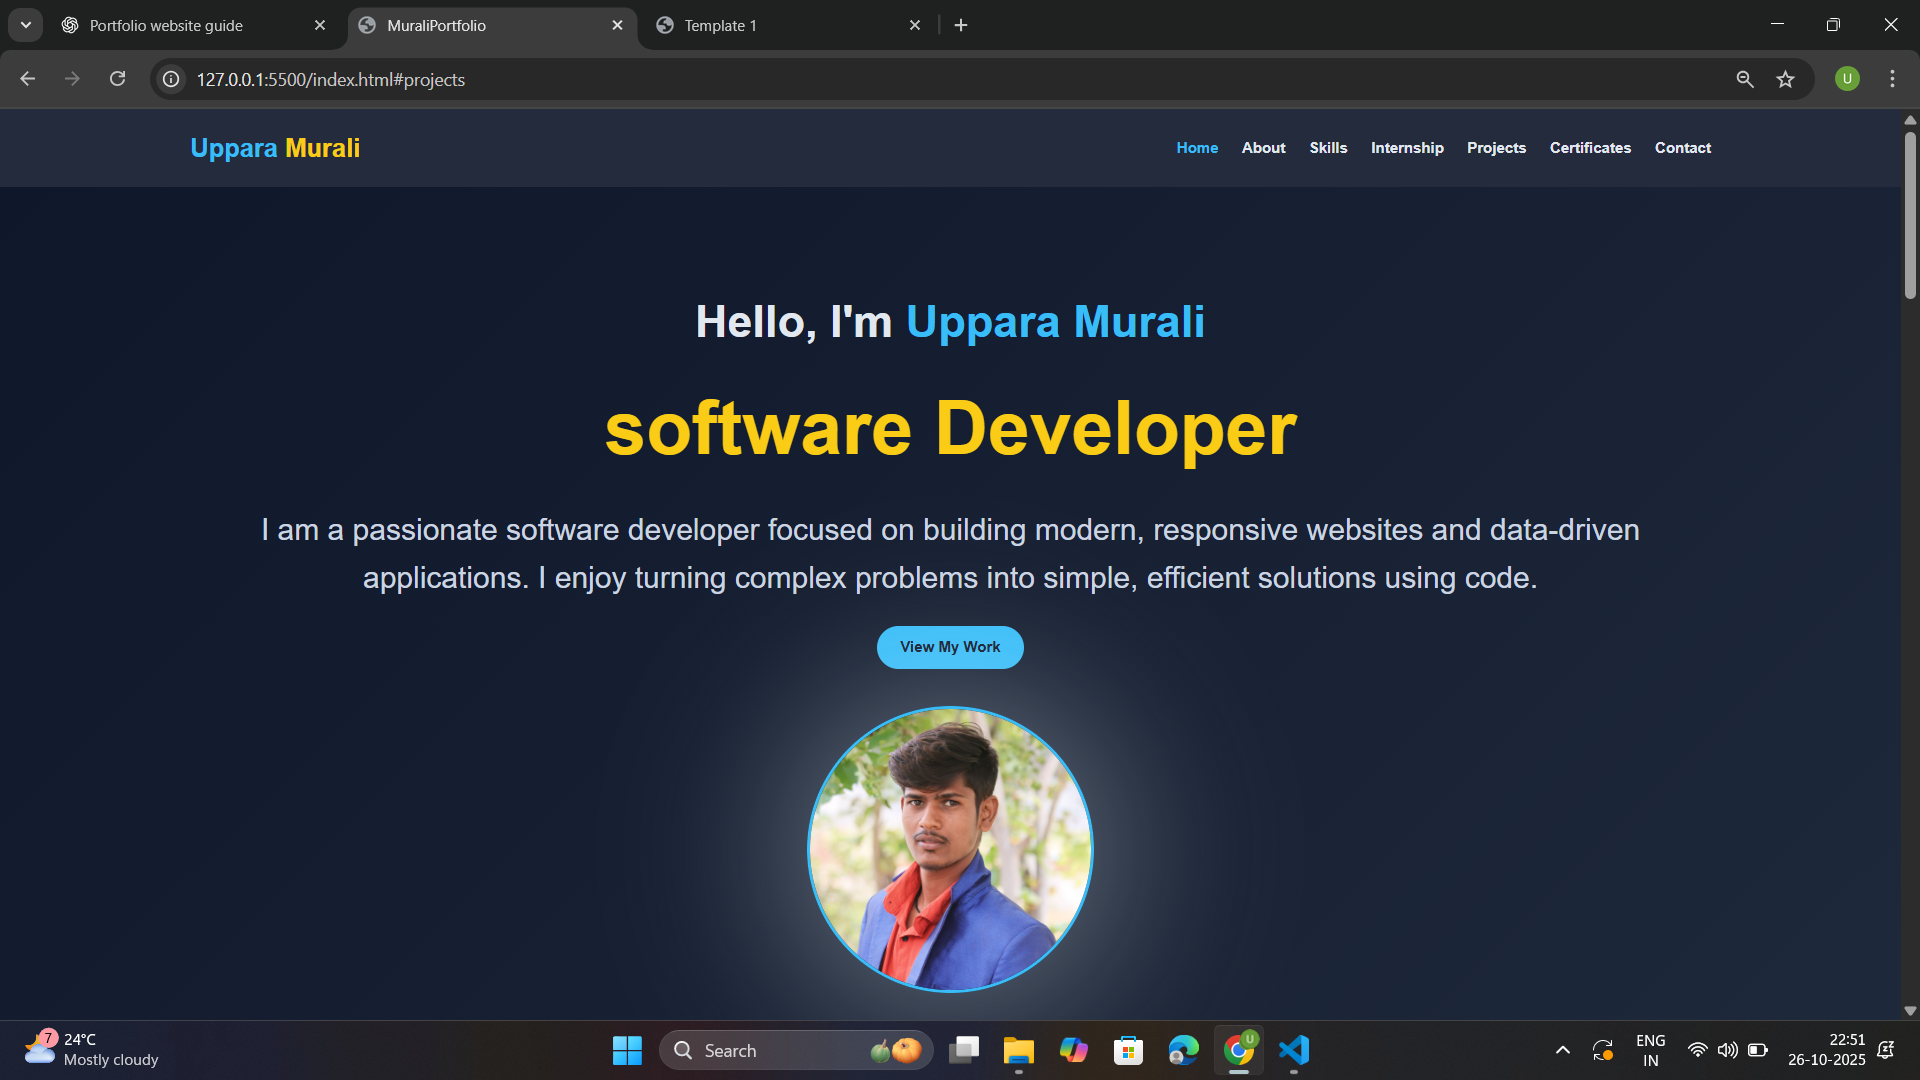 Portfolio website guide
MuraliPortfolio
Template 1
127.0.0.1:5500/index.html#projects
U
Uppara Murali
Home About Skills Internship Projects Certificates Contact
Hello, I'm Uppara Murali
software Developer
I am a passionate software developer focused on building modern, responsive websites and data-driven
applications. I enjoy turning complex problems into simple, efficient solutions using code.
View My Work
7
24°C
Mostly cloudy
Search
U
ENG
IN
22:51
26-10-2025